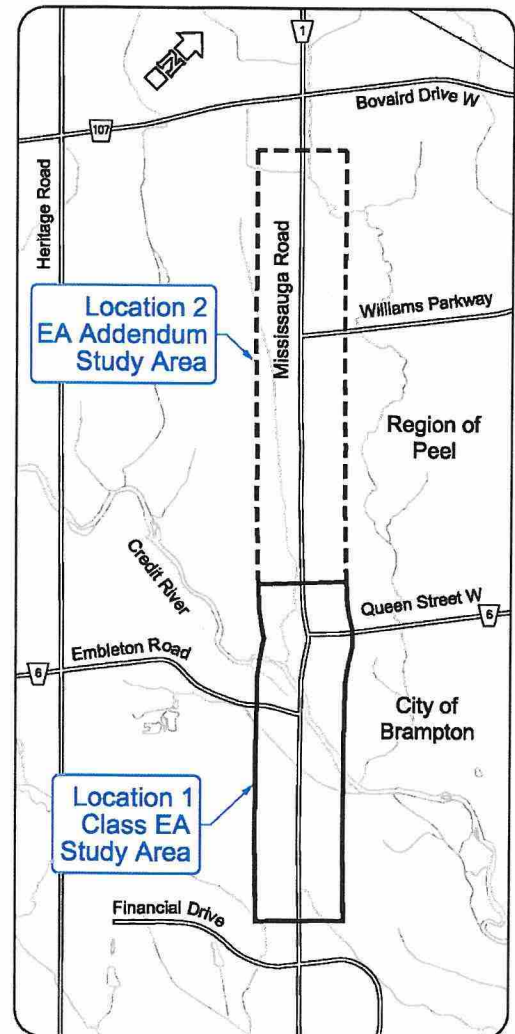 N
1
Bovaird Drive W
107
Heritage Road
Mississauga Road
Location 2
EA Addendum
Study Area
Williams Parkway
Region of
Peel
Credit River
Queen Street W
6
Embleton Road
6
City of
Brampton
Location 1
Class EA
Study Area
Financial Drive